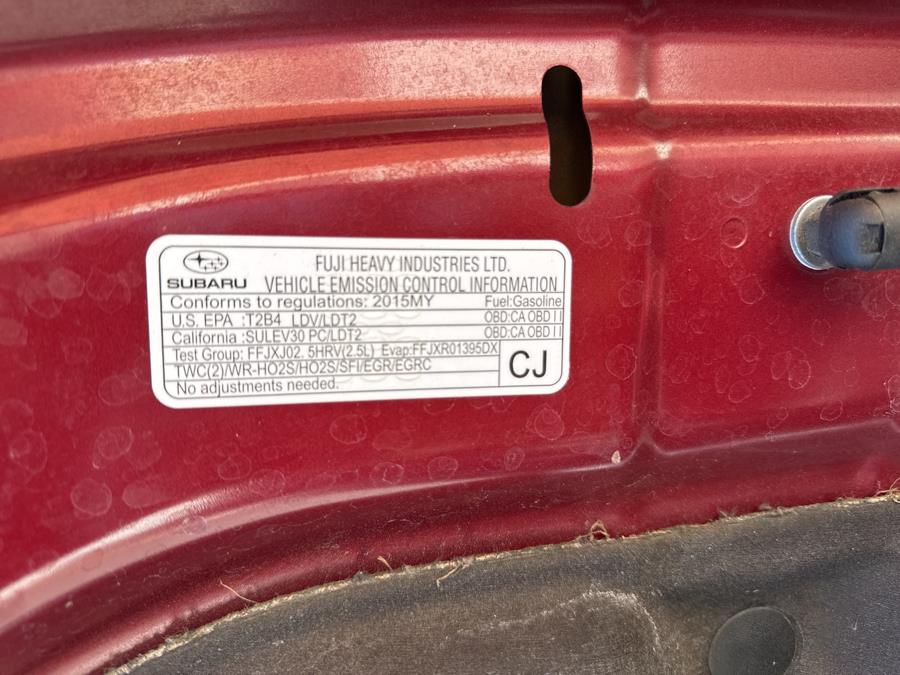 SUBARU
FUJI HEAVY INDUSTRIES LTD.
VEHICLE EMISSION CONTROL INFORMATION
Conforms to regulations: 2015MY Fuel:Gasoline
U.S. EPA :T2B4 LDV/LDT2 OBD:CA OBD II
California :SULEV30 PC/LDT2 OBD:CA OBD II
Test Group: FFJXJ02. 5HRV(2.5L) Evap:FFJXR01395DX
TWC(2)/WR-HO2S/HO2S/SFI/EGR/EGRC
No adjustments needed.
CJ